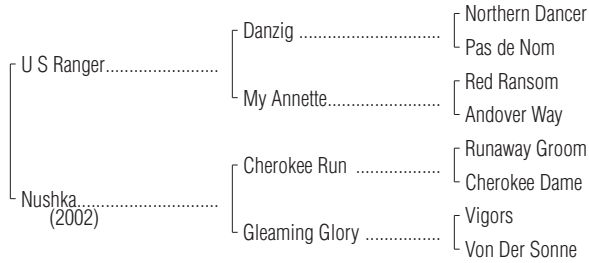 Northern Dancer
Danzig ........................................
Pas de Nom
U S Ranger........................
Red Ransom
My Annette........................
Andover Way
Runaway Groom
Cherokee Run ..................
Cherokee Dame
Nushka..............................
(2002)
Vigors
Gleaming Glory ................
Von Der Sonne